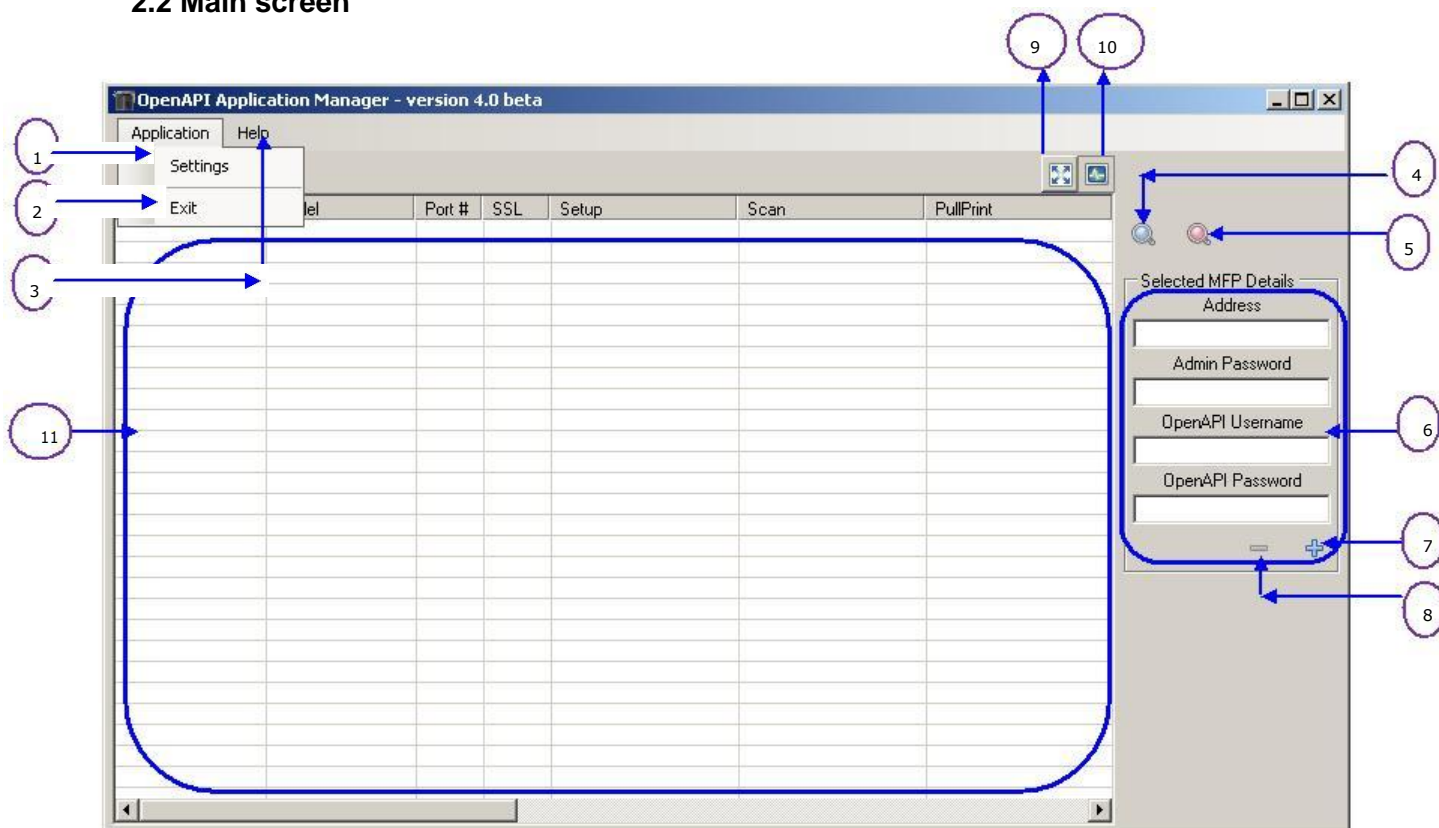 2.2 Main screen
9
10
OpenAPI Application Manager - version 4.0 beta
Application Help
1
Settings
4
2
Exit
Port # SSL Setup Scan PullPrint
5
3
Selected MFP Details
Address
Admin Password
11
OpenAPI Username
6
OpenAPI Password
7
8